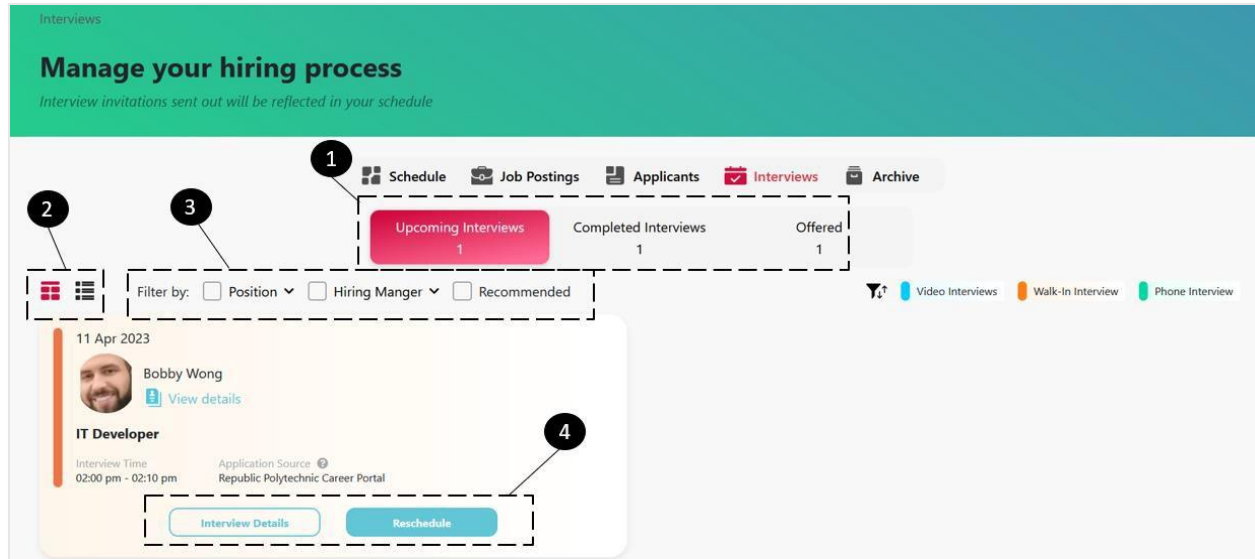 Interviews
Manage your hiring process
Interview invitations sent out will be reflected in your schedule
1
Schedule Job Postings Applicants Interviews Archive
2
3
Upcoming Interviews Completed Interviews Offered
1 1 1
Filter by: Position Hiring Manger Recommended Video Interviews Walk-In Interview Phone Interview
11 Apr 2023
Bobby Wong
View details
IT Developer
4
Interview Time Application Source ?
02:00 pm - 02:10 pm Republic Polytechnic Career Portal
Interview Details Reschedule